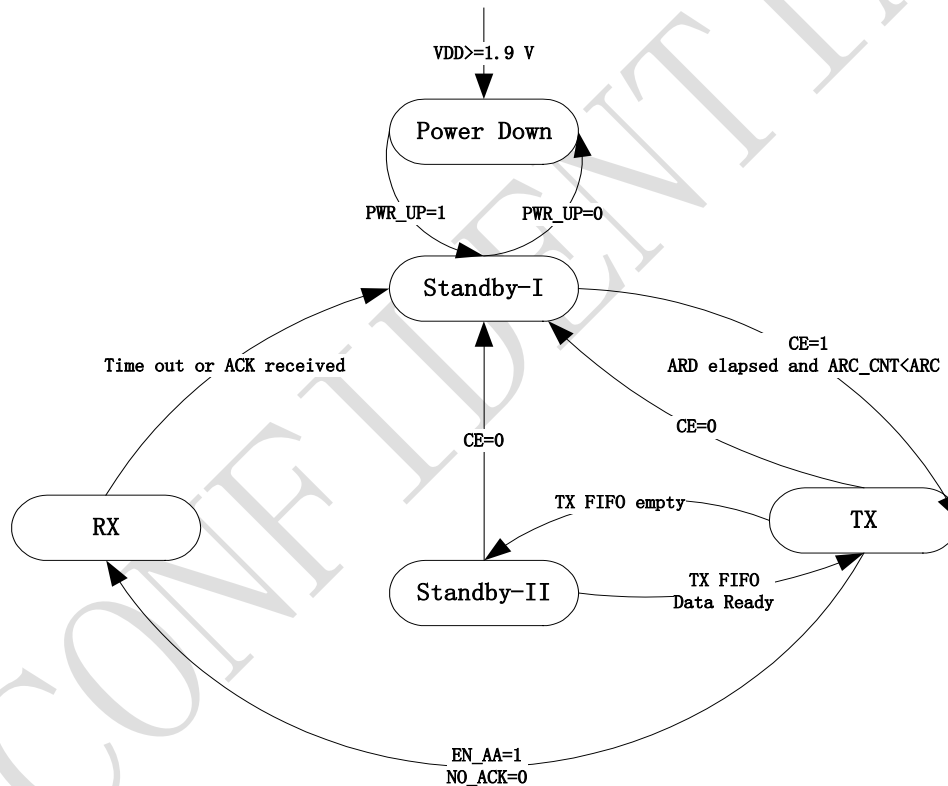 VDD>=1.9 V
Power Down
PWR_UP=1
PWR_UP=0
Standby-I
Time out or ACK received
CE=1
ARD elapsed and ARC_CNT<ARC
CE=0
CE=0
TX FIFO empty
RX
TX
Standby-II
TX FIFO
Data Ready
EN_AA=1
NO_ACK=0
CONFIDENTI